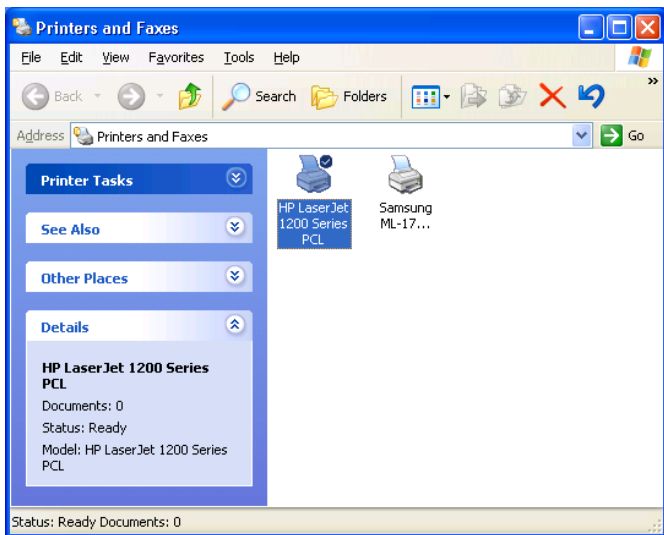 Printers and Faxes
File Edit View Favorites Tools Help
Back Search Folders »
Address Printers and Faxes Go
Printer Tasks
See Also
Other Places
Details
HP LaserJet 1200 Series
PCL
Documents: 0
Status: Ready
Model: HP LaserJet 1200 Series
PCL
HP LaserJet
1200 Series
PCL
Samsung
ML-17...
Status: Ready Documents: 0